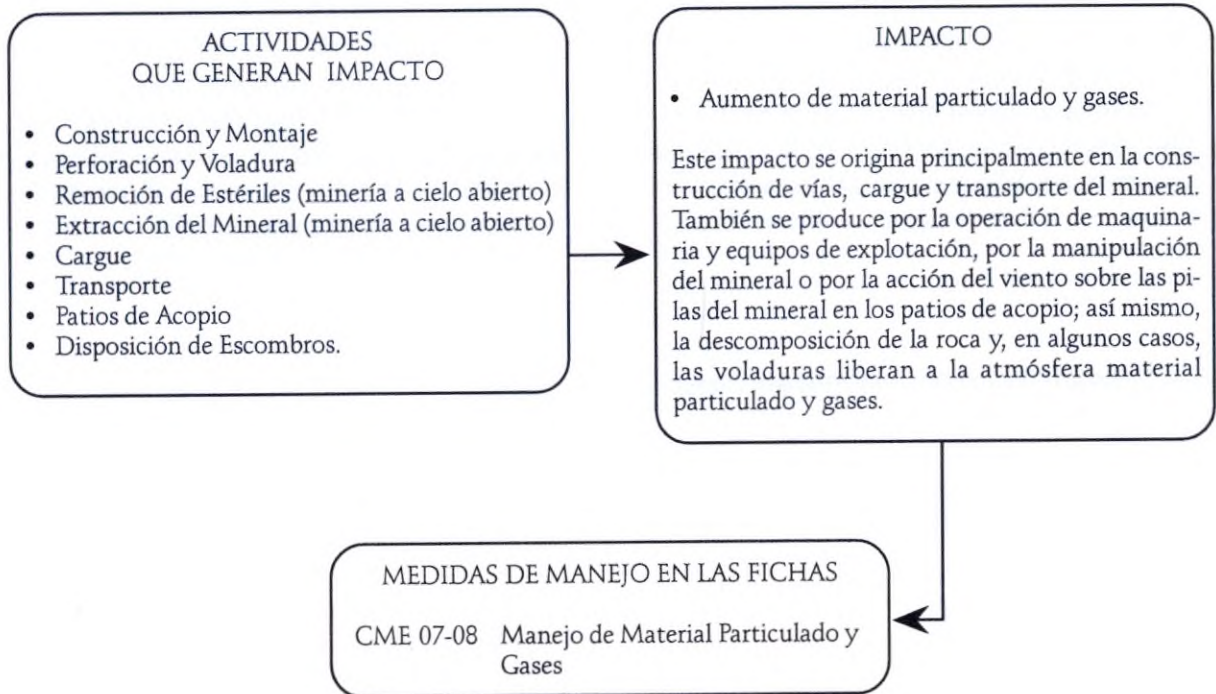 ACTIVIDADES
QUE GENERAN IMPACTO
• Construcción y Montaje
• Perforación y Voladura
• Remoción de Estériles (minería a cielo abierto)
• Extracción del Mineral (minería a cielo abierto)
• Cargue
• Transporte
• Patios de Acopio
• Disposición de Escombros.
IMPACTO
• Aumento de material particulado y gases.
Este impacto se origina principalmente en la cons-
trucción de vías, cargue y transporte del mineral.
También se produce por la operación de maquina-
ria y equipos de explotación, por la manipulación
del mineral o por la acción del viento sobre las pi-
las del mineral en los patios de acopio; así mismo,
la descomposición de la roca y, en algunos casos,
las voladuras liberan a la atmósfera material
particulado y gases.
MEDIDAS DE MANEJO EN LAS FICHAS
CME 07-08 Manejo de Material Particulado y
Gases